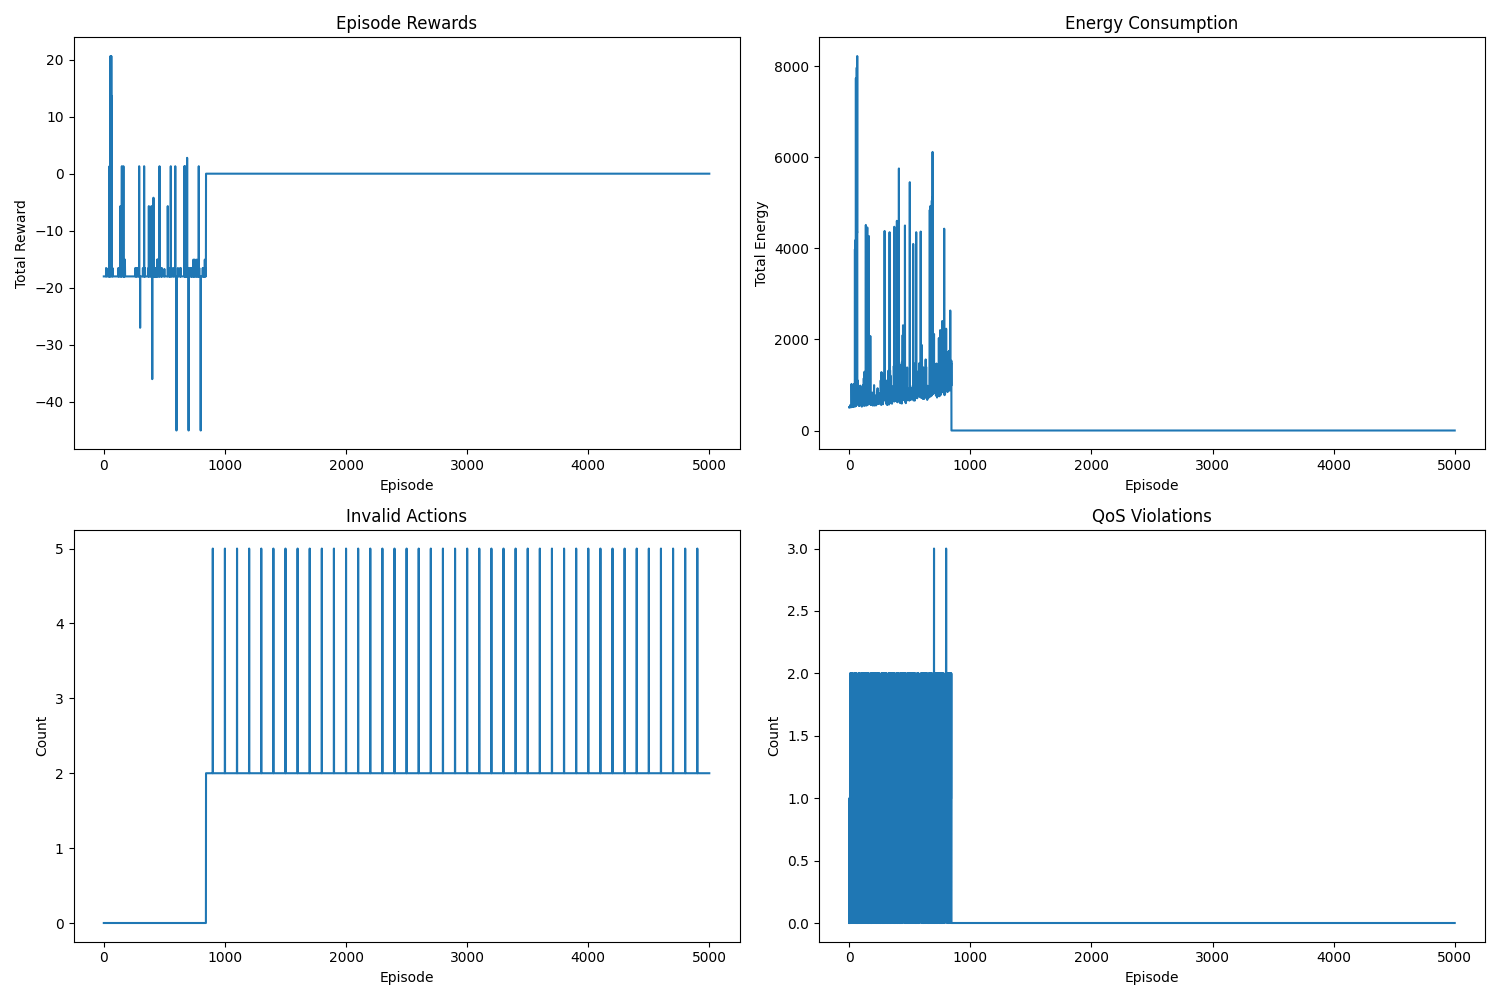 Episode Rewards
Total Reward
20
10
0
−10
−20
−30
−40
0 1000 2000 3000 4000 5000
Episode
Energy Consumption
Total Energy
8000
6000
4000
2000
0
0 1000 2000 3000 4000 5000
Episode
Invalid Actions
Count
5
4
3
2
1
0
0 1000 2000 3000 4000 5000
Episode
QoS Violations
Count
3.0
2.5
2.0
1.5
1.0
0.5
0.0
0 1000 2000 3000 4000 5000
Episode